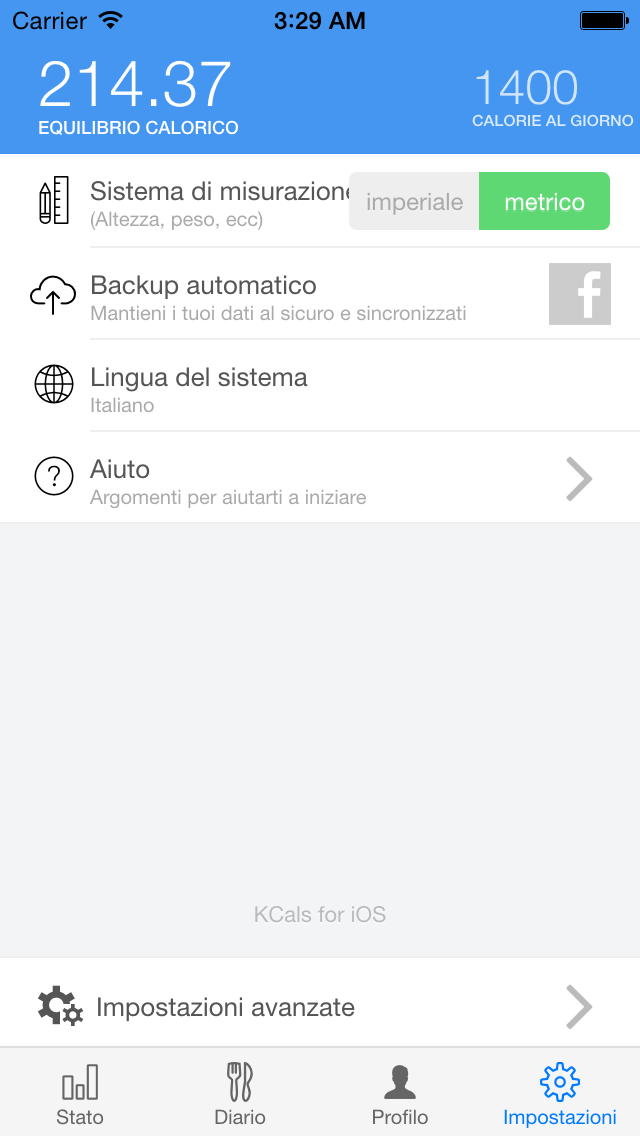 Carrier 3:29 AM
214.37
EQUILIBRIO CALORICO
1400
CALORIE AL GIORNO
Sistema di misurazione
(Altezza, peso, ecc)
imperiale metrico
Backup automatico
Mantieni i tuoi dati al sicuro e sincronizzati
f
Lingua del sistema
Italiano
?
Aiuto
Argomenti per aiutarti a iniziare
KCals for iOS
Impostazioni avanzate
Stato Diario Profilo Impostazioni